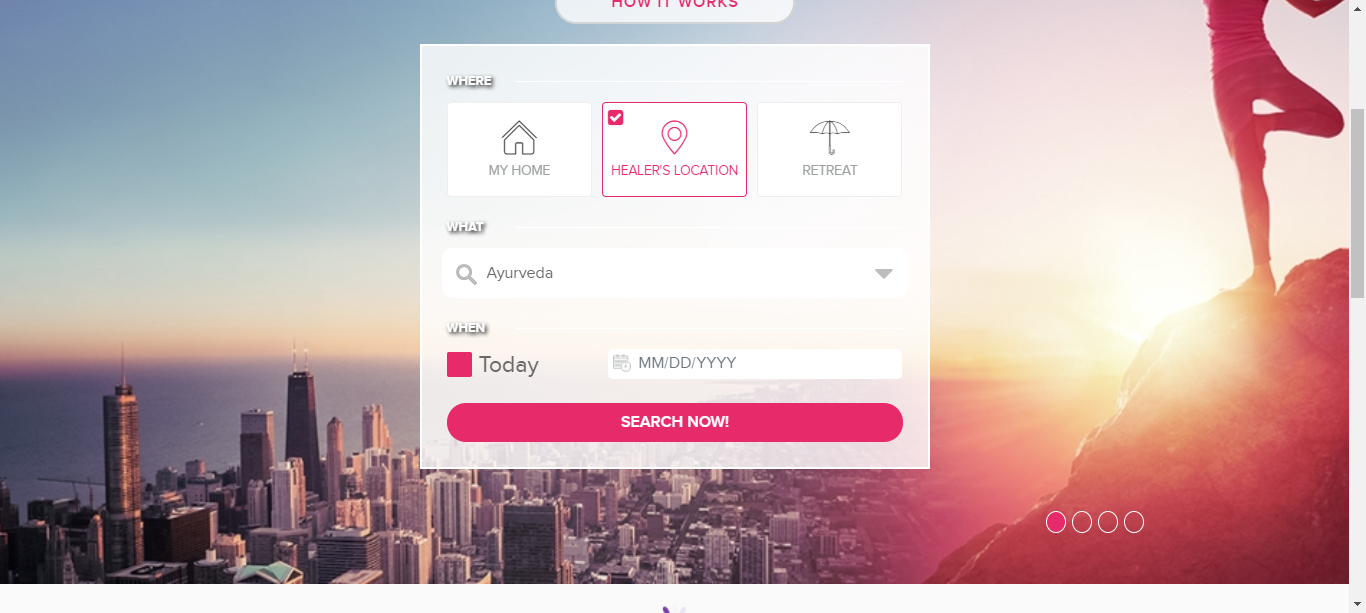 HOW IT WORKS
WHERE
MY HOME
HEALER'S LOCATION
RETREAT
WHAT
Ayurveda
WHEN
Today
MM/DD/YYYY
SEARCH NOW!